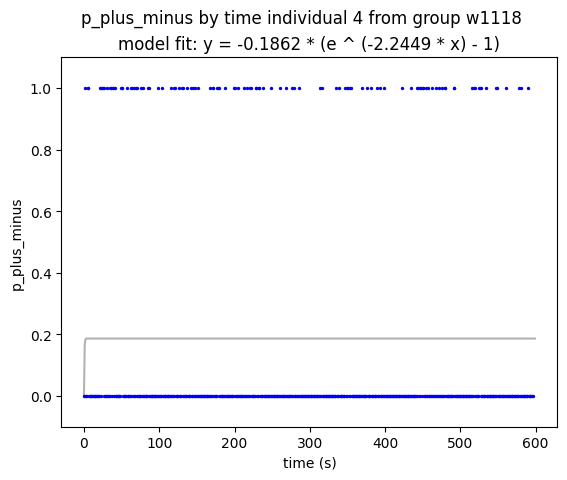 p_plus_minus by time individual 4 from group w1118
model fit: y = -0.1862 * (e ^ (-2.2449 * x) - 1)
1.0
0.8
0.6
0.4
0.2
0.0
p_plus_minus
0 100 200 300 400 500 600
time (s)